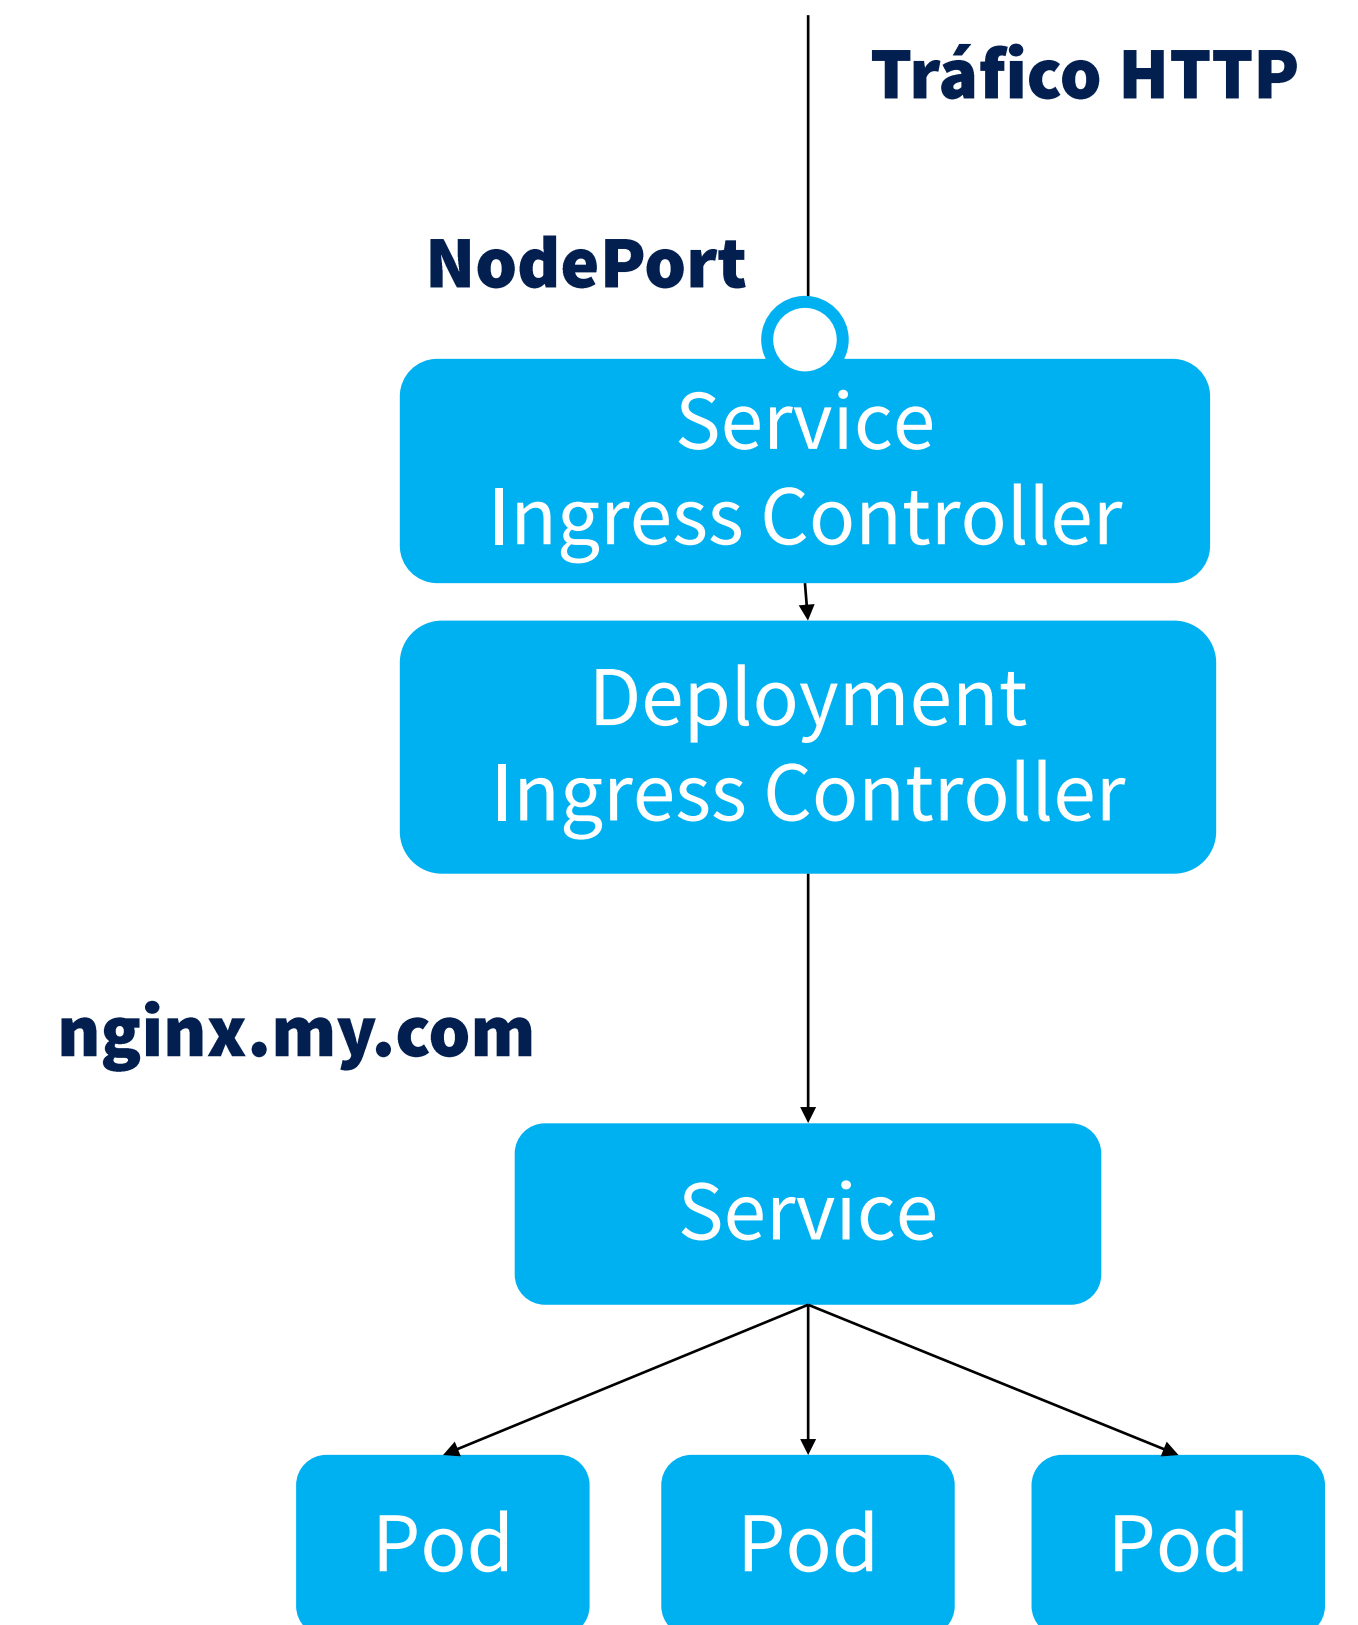 Tráfico HTTP
NodePort
Service
Ingress Controller
Deployment
Ingress Controller
nginx.my.com
Service
Pod
Pod
Pod